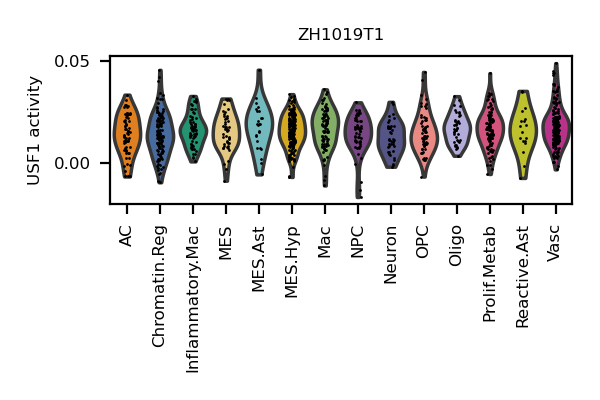 ZH1019T1
0.05
0.00
USF1 activity
AC
Chromatin.Reg
Inflammatory.Mac
MES
MES.Ast
MES.Hyp
Mac
NPC
Neuron
OPC
Oligo
Prolif.Metab
Reactive.Ast
Vasc